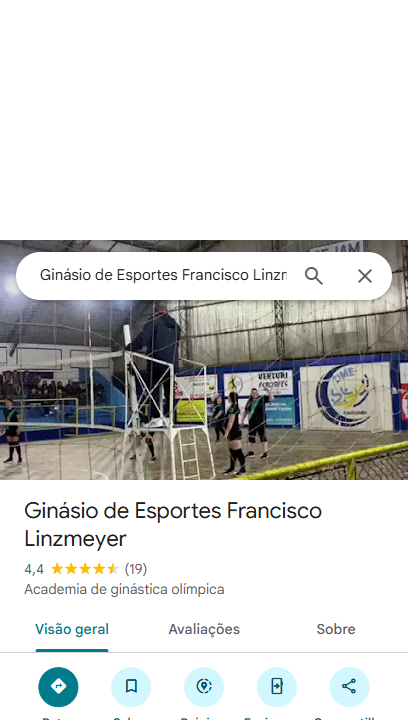 Ginásio de Esportes Francisco
VENTURI
ESPORTES
Ginásio de Esportes Francisco
Linzmeyer
4,4 (19)
Academia de ginástica olímpica
Visão geral Avaliações Sobre